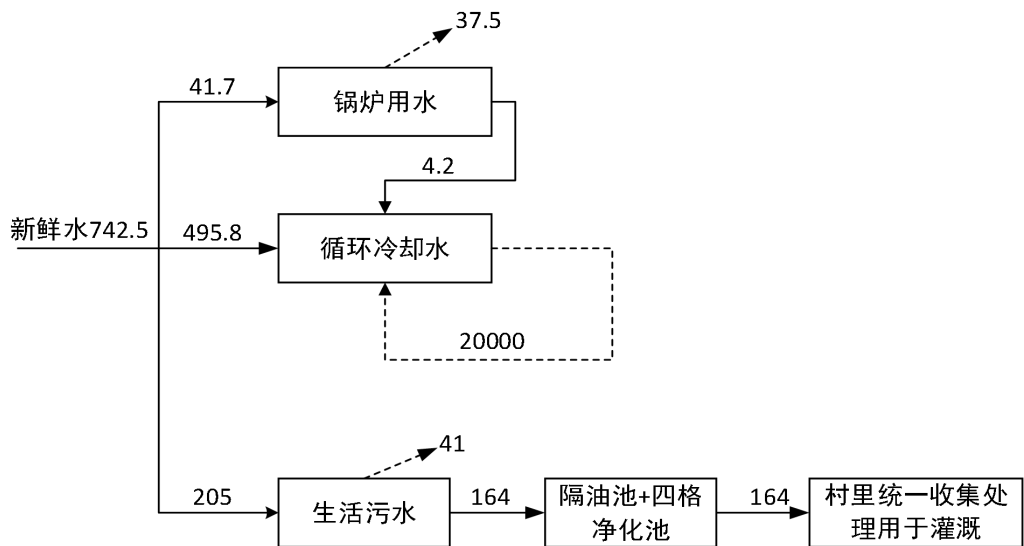 37.5
41.7
锅炉用水
4.2
新鲜水742.5
495.8
循环冷却水
20000
41
205
生活污水
164
隔油池+四格
净化池
164
村里统一收集处
理用于灌溉